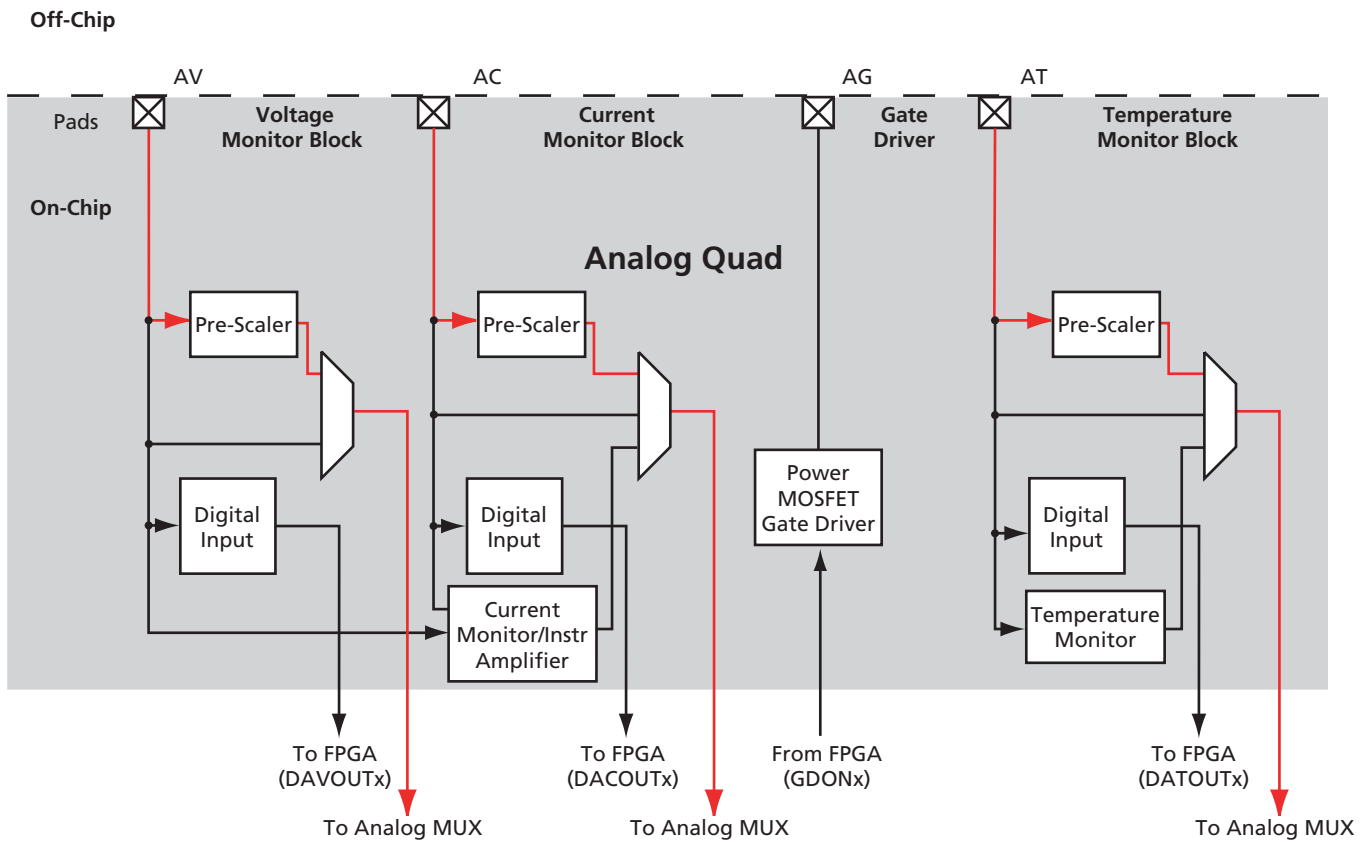 Off-Chip
AV
AC
AG
AT
Pads
Voltage
Monitor Block
Current
Monitor Block
Gate
Driver
Temperature
Monitor Block
On-Chip
Analog Quad
Pre-Scaler
Pre-Scaler
Pre-Scaler
Digital
Input
Digital
Input
Power
MOSFET
Gate Driver
Digital
Input
Current
Monitor/Instr
Amplifier
Temperature
Monitor
To FPGA
(DAVOUTx)
To FPGA
(DACOUTx)
From FPGA
(GDONx)
To FPGA
(DATOUTx)
To Analog MUX
To Analog MUX
To Analog MUX